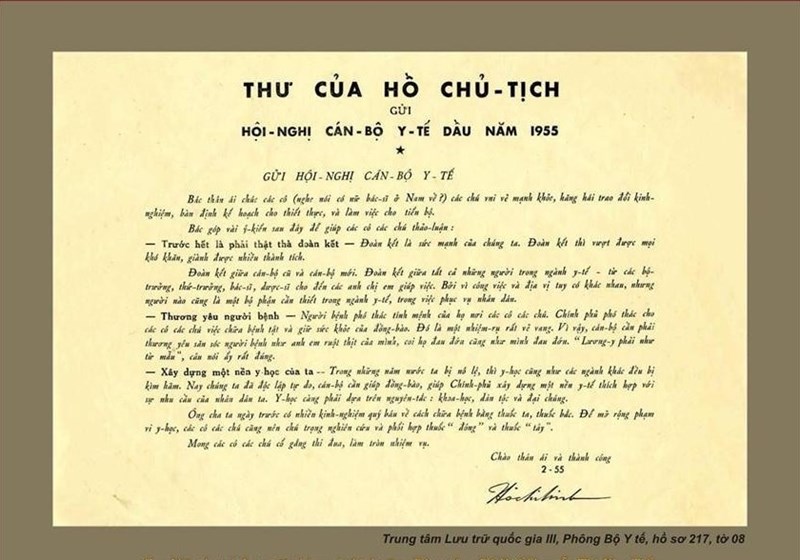 THƯ CỦA HỒ CHỦ-TỊCH
GỬI
HỘI-NGHỊ CÁN-BỘ Y-TẾ ĐẦU NĂM 1955
GỬI HỘI-NGHỊ CÁN-BỘ Y-TẾ
Bác thân ái chúc các cô (nghe nói có nữ bác-sĩ ở Nam về?) các chú vui vẻ mạnh khỏe, hăng hái trao đổi kinh-
nghiệm, bàn định kế hoạch cho thiết thực, và làm việc cho tiến bộ.
Bác góp vài ý-kiến sau đây để giúp các cô các chú thảo-luận :
— Trước hết là phải thật thà đoàn kết — Đoàn kết là sức mạnh của chúng ta. Đoàn kết thì vượt được mọi
khó khăn, giành được nhiều thành tích.
Đoàn kết giữa cán-bộ cũ và cán-bộ mới. Đoàn kết giữa tất cả những người trong ngành y-tế - từ các bộ-
trưởng, thứ-trưởng, bác-sĩ, dược-sĩ cho đến các anh chị em giúp việc. Bởi vì công việc và địa vị tuy có khác nhau, nhưng
người nào cũng là một bộ phận cần thiết trong ngành y-tế, trong việc phục vụ nhân dân.
— Thương yêu người bệnh — Người bệnh phó thác tính mệnh của họ nơi các cô các chú. Chính phủ phó thác cho
các cô các chú việc chữa bệnh tật và giữ sức khỏe của đồng-bào. Đó là một nhiệm-vụ rất vẻ vang. Vì vậy, cán-bộ cần phải
thương yêu săn sóc người bệnh như anh em ruột thịt của mình, coi họ đau đớn cũng như mình đau đớn. “Lương-y phải như
từ mẫu”, câu nói ấy rất đúng.
— Xây dựng một nền y-học của ta -- Trong những năm nước ta bị nô lệ, thì y-học cũng như các ngành khác đều bị
kìm hãm. Nay chúng ta đã độc lập tự do, cán-bộ cần giúp đồng-bào, giúp Chính-phủ xây dựng một nền y-tế thích hợp với
sự nhu cầu của nhân dân ta. Y-học càng phải dựa trên nguyên-tắc : khoa-học, dân tộc và đại chúng.
Ông cha ta ngày trước có nhiều kinh-nghiệm quý báu về cách chữa bệnh bằng thuốc ta, thuốc bắc. Để mở rộng phạm
vi y-học, các cô các chú cũng nên chú trọng nghiên cứu và phối hợp thuốc “ đông” và thuốc “tây”.
Mong các cô các chú cố gắng thi đua, làm tròn nhiệm vụ.
Chào thân ái và thành công
2-55
Hồ Chí Minh
Trung tâm Lưu trữ quốc gia III, Phông Bộ Y tế, hồ sơ 217, tờ 08